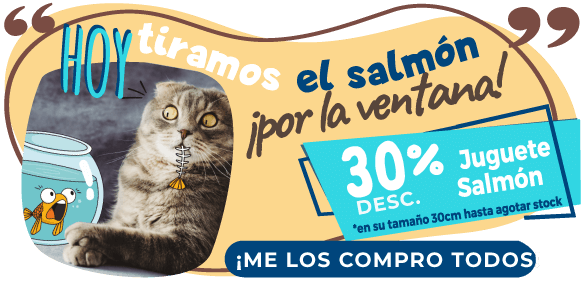 HOY tiramos el salmón
¡por la ventana!
30% DESC.
Juguete
Salmón
*en su tamaño 30cm hasta agotar stock
¡ME LOS COMPRO TODOS